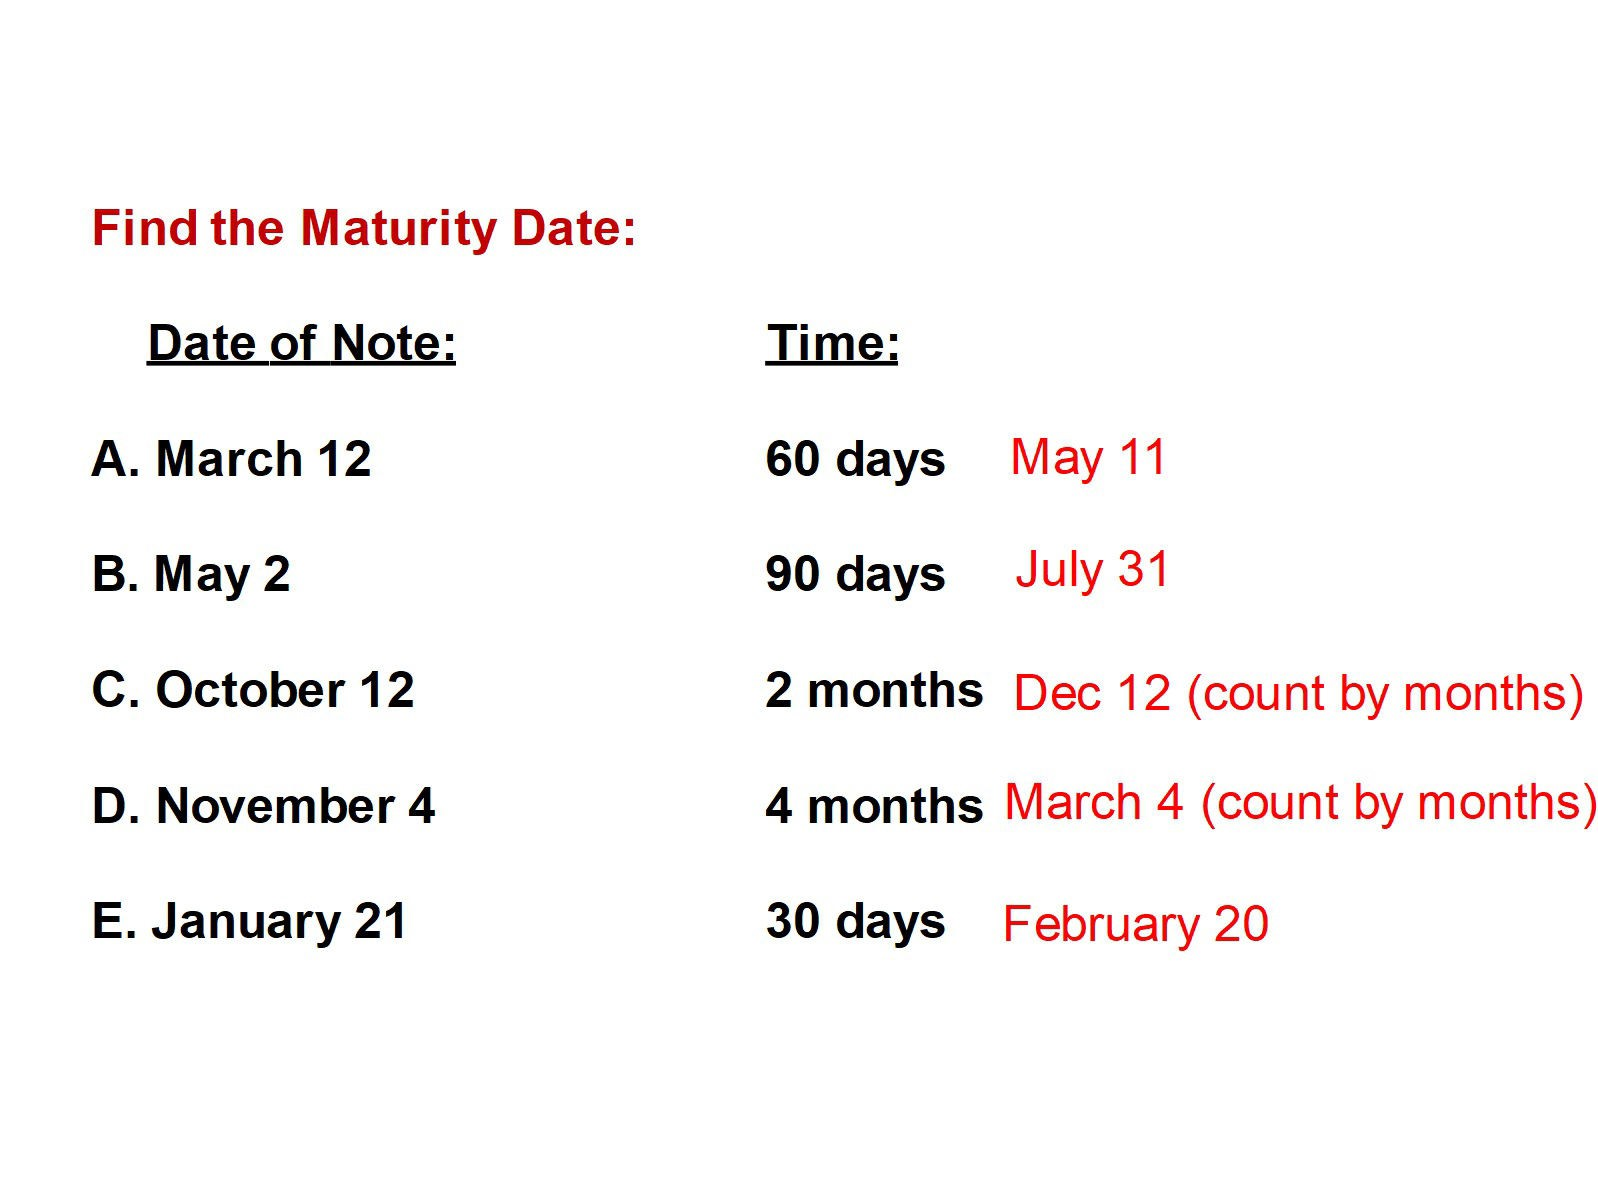 Find the Maturity Date:
Date of Note: Time:
A. March 12 60 days May 11
B. May 2 90 days July 31
C. October 12 2 months Dec 12 (count by months)
D. November 4 4 months March 4 (count by months)
E. January 21 30 days February 20